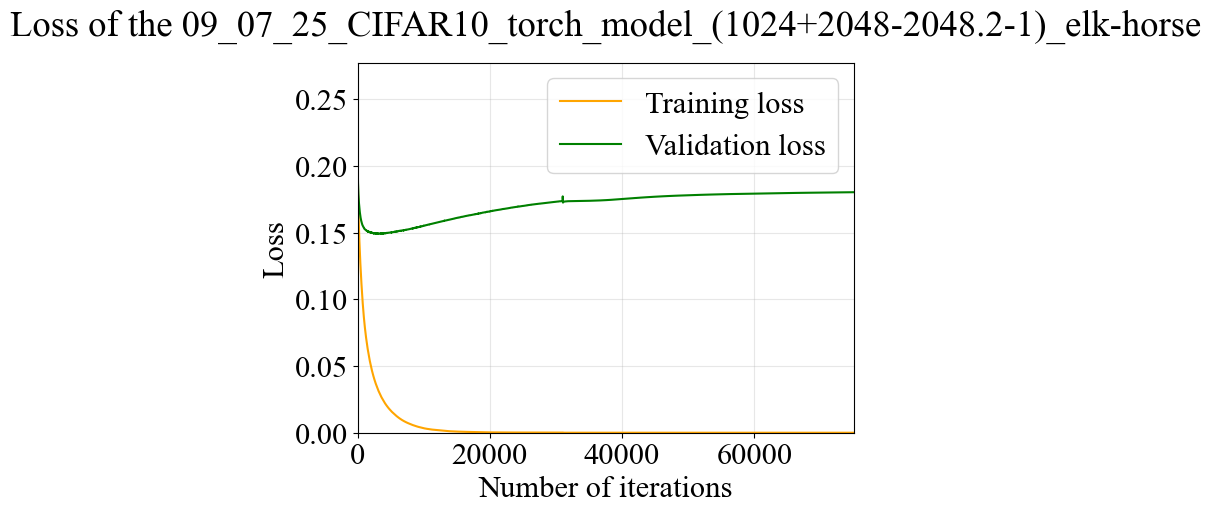 Loss of the 09_07_25_CIFAR10_torch_model_(1024+2048-2048.2-1)_elk-horse
Training loss
Validation loss
0.25
0.20
0.15
0.10
0.05
0.00
Loss
0 20000 40000 60000
Number of iterations